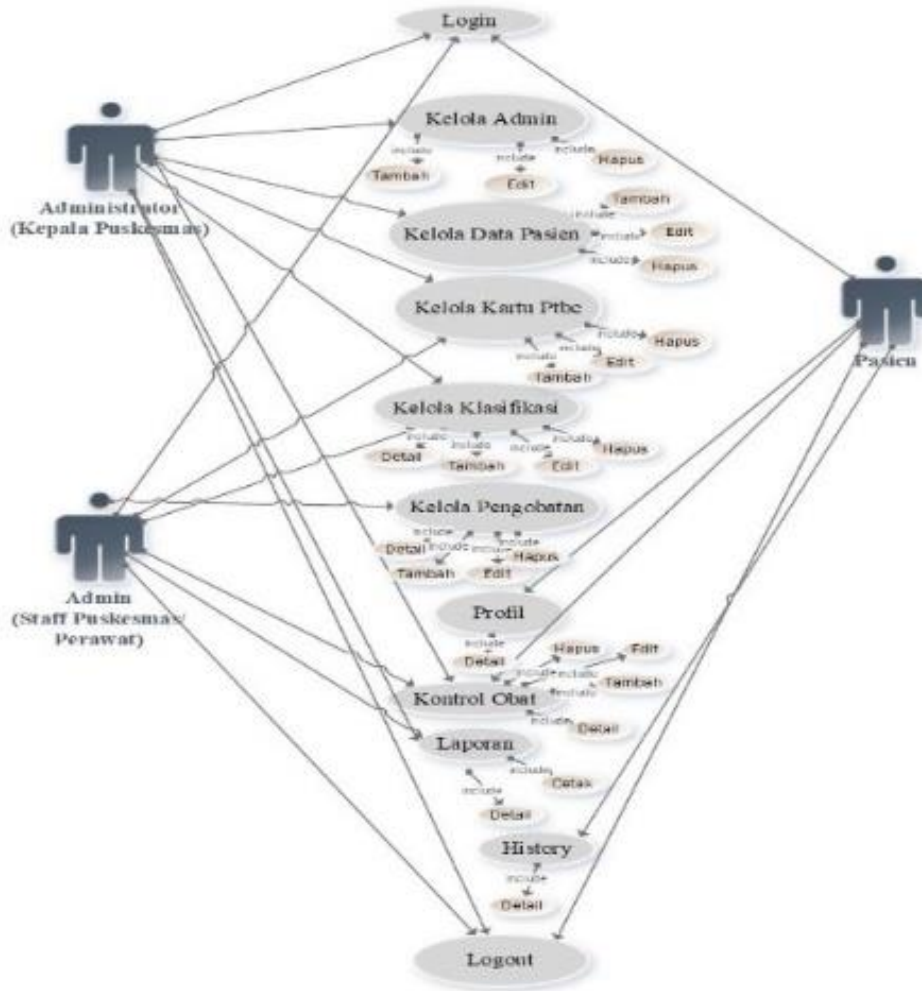 Login
Kelola Admin
include
include
include
Tambah
Edit
Hapus
Administrator
(Kepala Puskesmas)
Kelola Data Pasien
include
Tambah
include
Edit
include
Hapus
Kelola Kartu Ptbc
include
Hapus
include
Edit
include
Tambah
Pasien
Kelola Klasifikasi
include
include
include
include
Detail
Tambah
Edit
Hapus
Kelola Pengobatan
include
include
include
include
Detail
Tambah
Edit
Hapus
Admin
(Staff Puskesmas/
Perawat)
Profil
include
Detail
Kontrol Obat
include
Hapus
Edit
include
Tambah
include
Detail
Laporan
include
Cetak
include
Detail
History
include
Detail
Logout